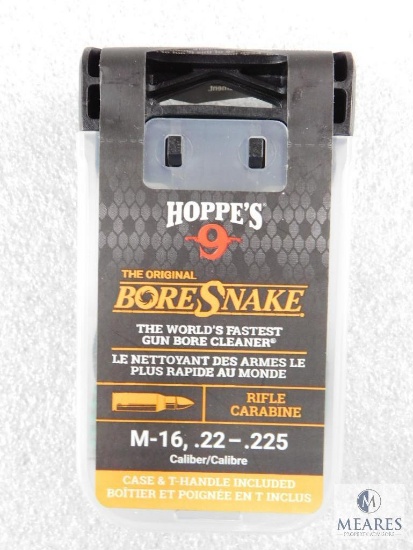 HOPPE'S
9
THE ORIGINAL
BORESNAKE.
THE WORLD'S FASTEST
GUN BORE CLEANER®
LE NETTOYANT DES ARMES LE
PLUS RAPIDE AU MONDE
RIFLE
CARABINE
M-16, .22–.225
Caliber/Calibre
CASE & T-HANDLE INCLUDED
BOÎTIER ET POIGNÉE EN T INCLUS
MEARES